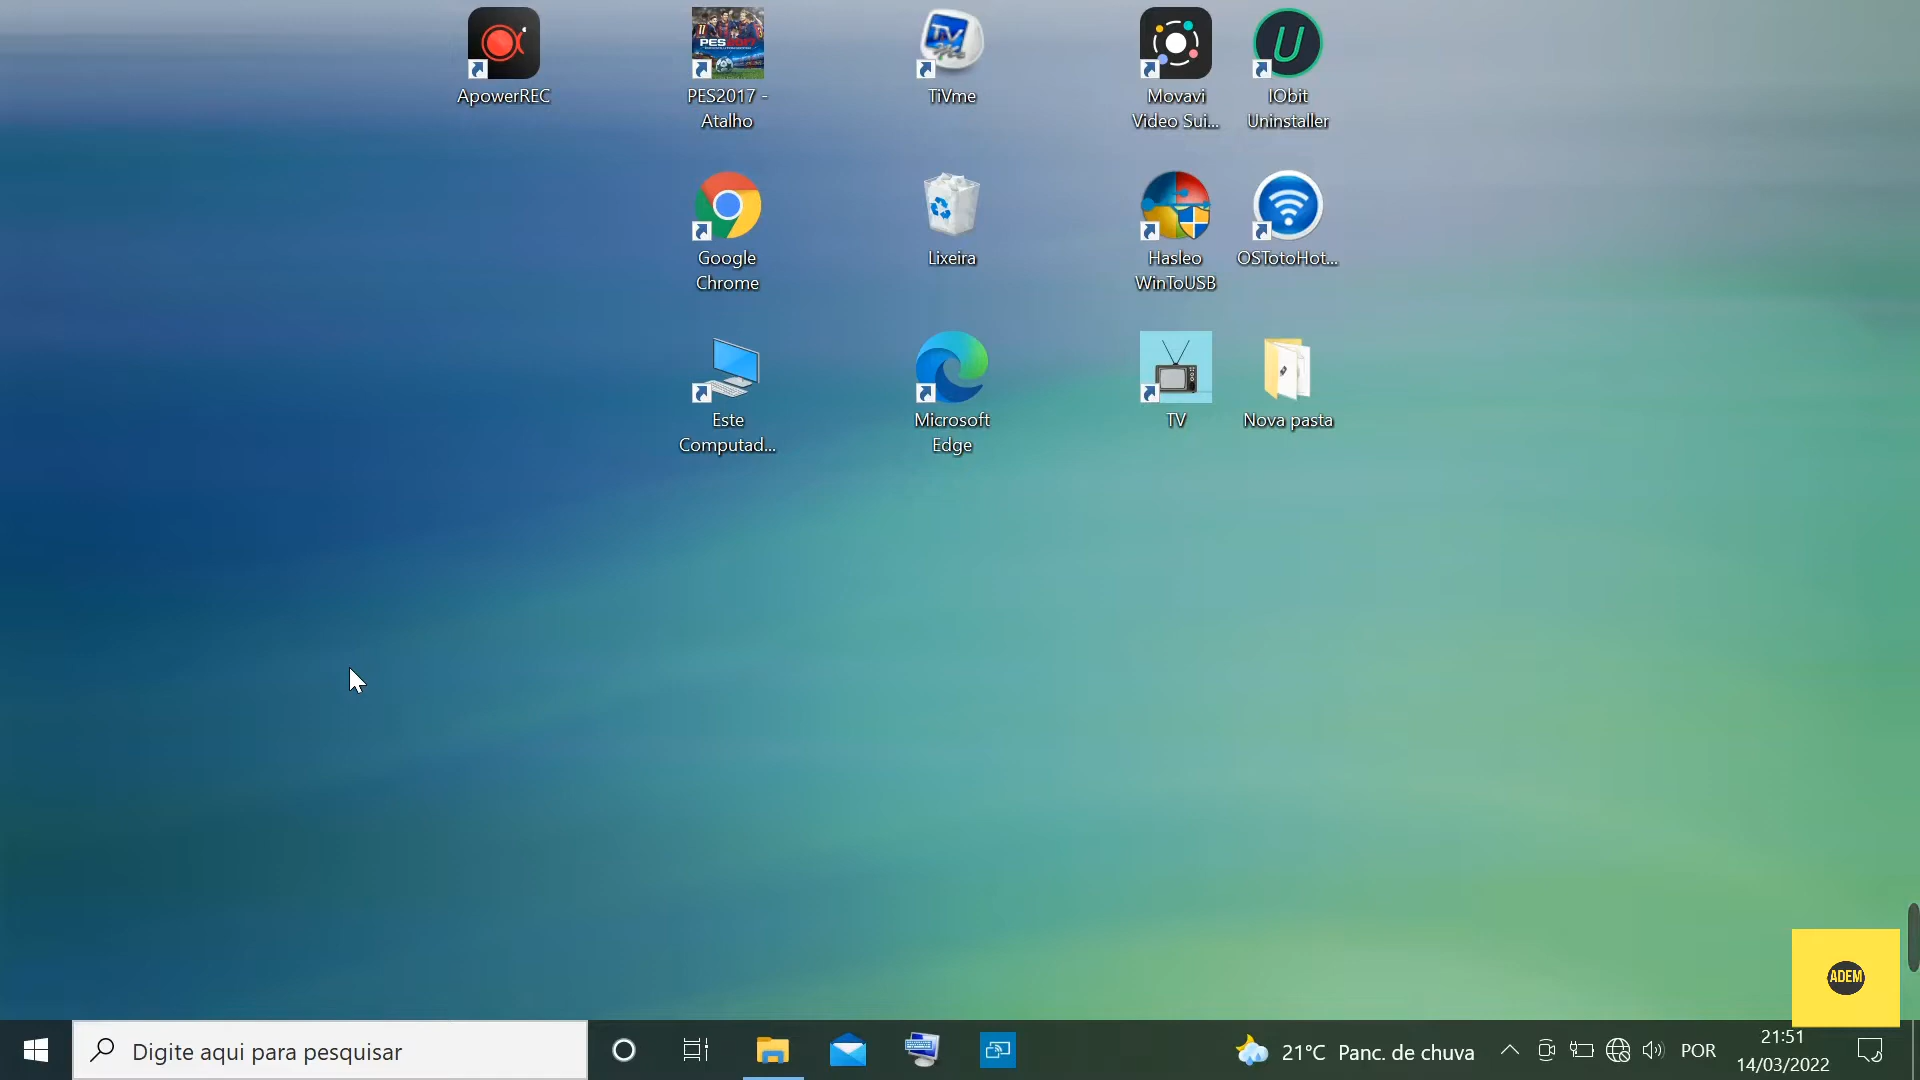 ApowerREC
PES2017 -
Atalho
TiVme
Movavi
Video Sui...
IObit
Uninstaller
Google
Chrome
Lixeira
Hasleo
WinToUSB
OSTotoHot...
Este
Computad...
Microsoft
Edge
TV
Nova pasta
ADEM
Digite aqui para pesquisar
21°C Panc. de chuva
POR
21:51
14/03/2022